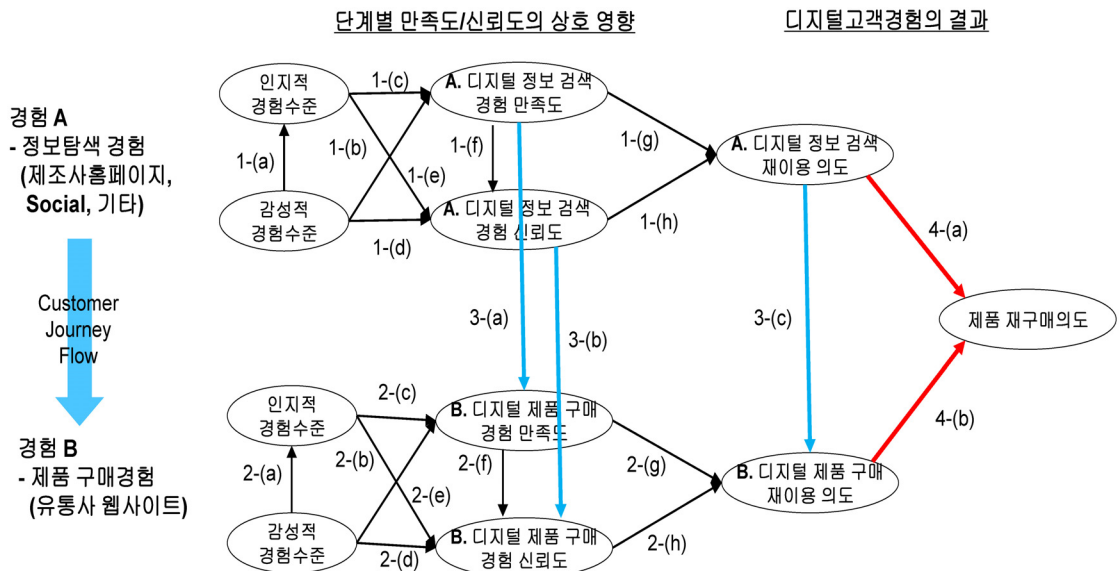 단계별 만족도/신뢰도의 상호 영향
디지털고객경험의 결과
경험 A
- 정보탐색 경험
(제조사홈페이지,
Social, 기타)
Customer
Journey
Flow
경험 B
- 제품 구매경험
(유통사 웹사이트)
인지적
경험수준
1-(a)
감성적
경험수준
1-(c)
1-(b)
1-(e)
1-(d)
A. 디지털 정보 검색
경험 만족도
1-(f)
A. 디지털 정보 검색
경험 신뢰도
1-(g)
1-(h)
A. 디지털 정보 검색
재이용 의도
3-(a)
3-(b)
3-(c)
4-(a)
제품 재구매의도
4-(b)
인지적
경험수준
2-(a)
감성적
경험수준
2-(c)
2-(b)
2-(e)
2-(d)
B. 디지털 제품 구매
경험 만족도
2-(f)
B. 디지털 제품 구매
경험 신뢰도
2-(g)
2-(h)
B. 디지털 제품 구매
재이용 의도